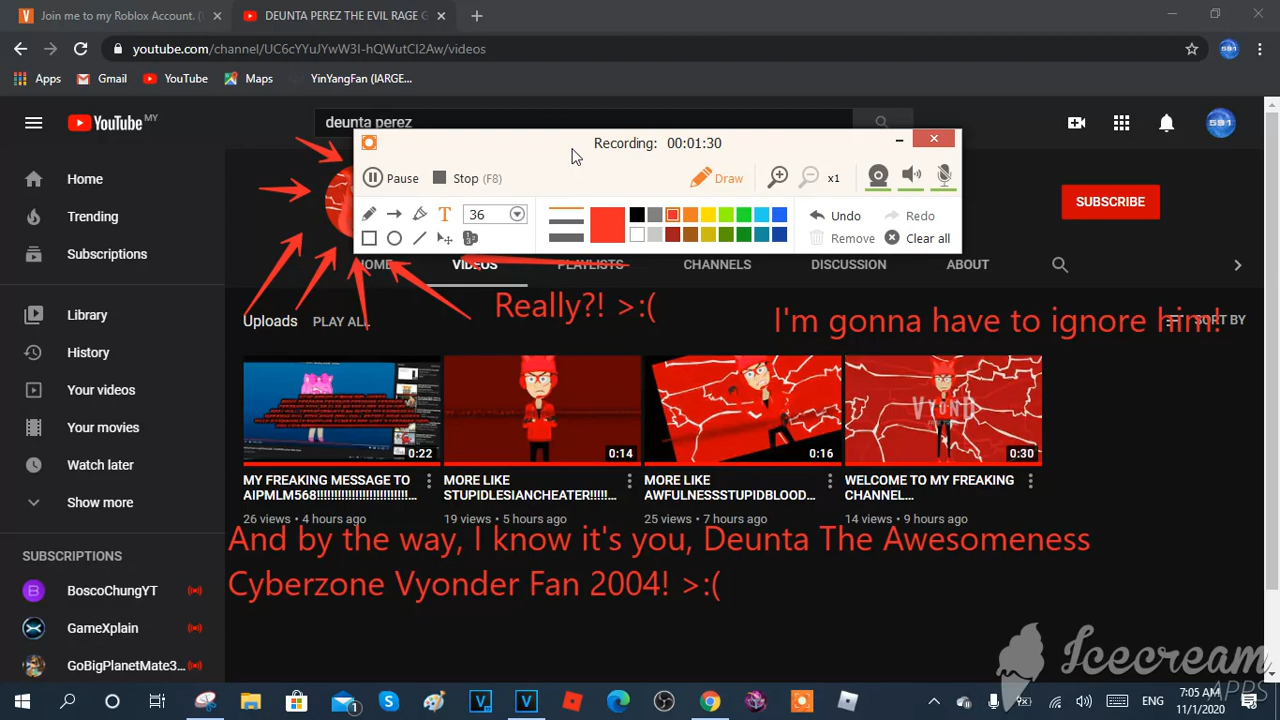 Join me to my Roblox Account. (
DEUNTA PEREZ THE EVIL RAGE G
youtube.com/channel/UC6cYYuJYwW3I-hQWutCI2Aw/videos
Apps Gmail YouTube Maps YinYangFan (IARGE...
YouTube MY
deunta perez
Recording: 00:01:30
Pause Stop (F8) Draw x1
T 36 Undo Redo
Remove Clear all
Home
Trending
Subscriptions
Library
History
Your videos
Your movies
Watch later
Show more
SUBSCRIPTIONS
BoscoChungYT
GameXplain
GoBigPlanetMate3...
SUBSCRIBE
HOME VIDEOS PLAYLISTS CHANNELS DISCUSSION ABOUT
Really?! >:(
I'm gonna have to ignore him!
Uploads PLAY ALL SORT BY
VYOND
0:22
0:14
0:16
0:30
MY FREAKING MESSAGE TO
AIPMLM568!!!!!!!!!!!!!!!!!!!!!!!!!!...
26 views • 4 hours ago
MORE LIKE
STUPIDLESIANCHEATER!!!!!...
19 views • 5 hours ago
MORE LIKE
AWFULNESSSTUPIDBLOOD...
25 views • 7 hours ago
WELCOME TO MY FREAKING
CHANNEL...
14 views • 9 hours ago
And by the way, I know it's you, Deunta The Awesomeness
Cyberzone Vyonder Fan 2004! >:(
Icecream
APPS
ENG
7:05 AM
11/1/2020